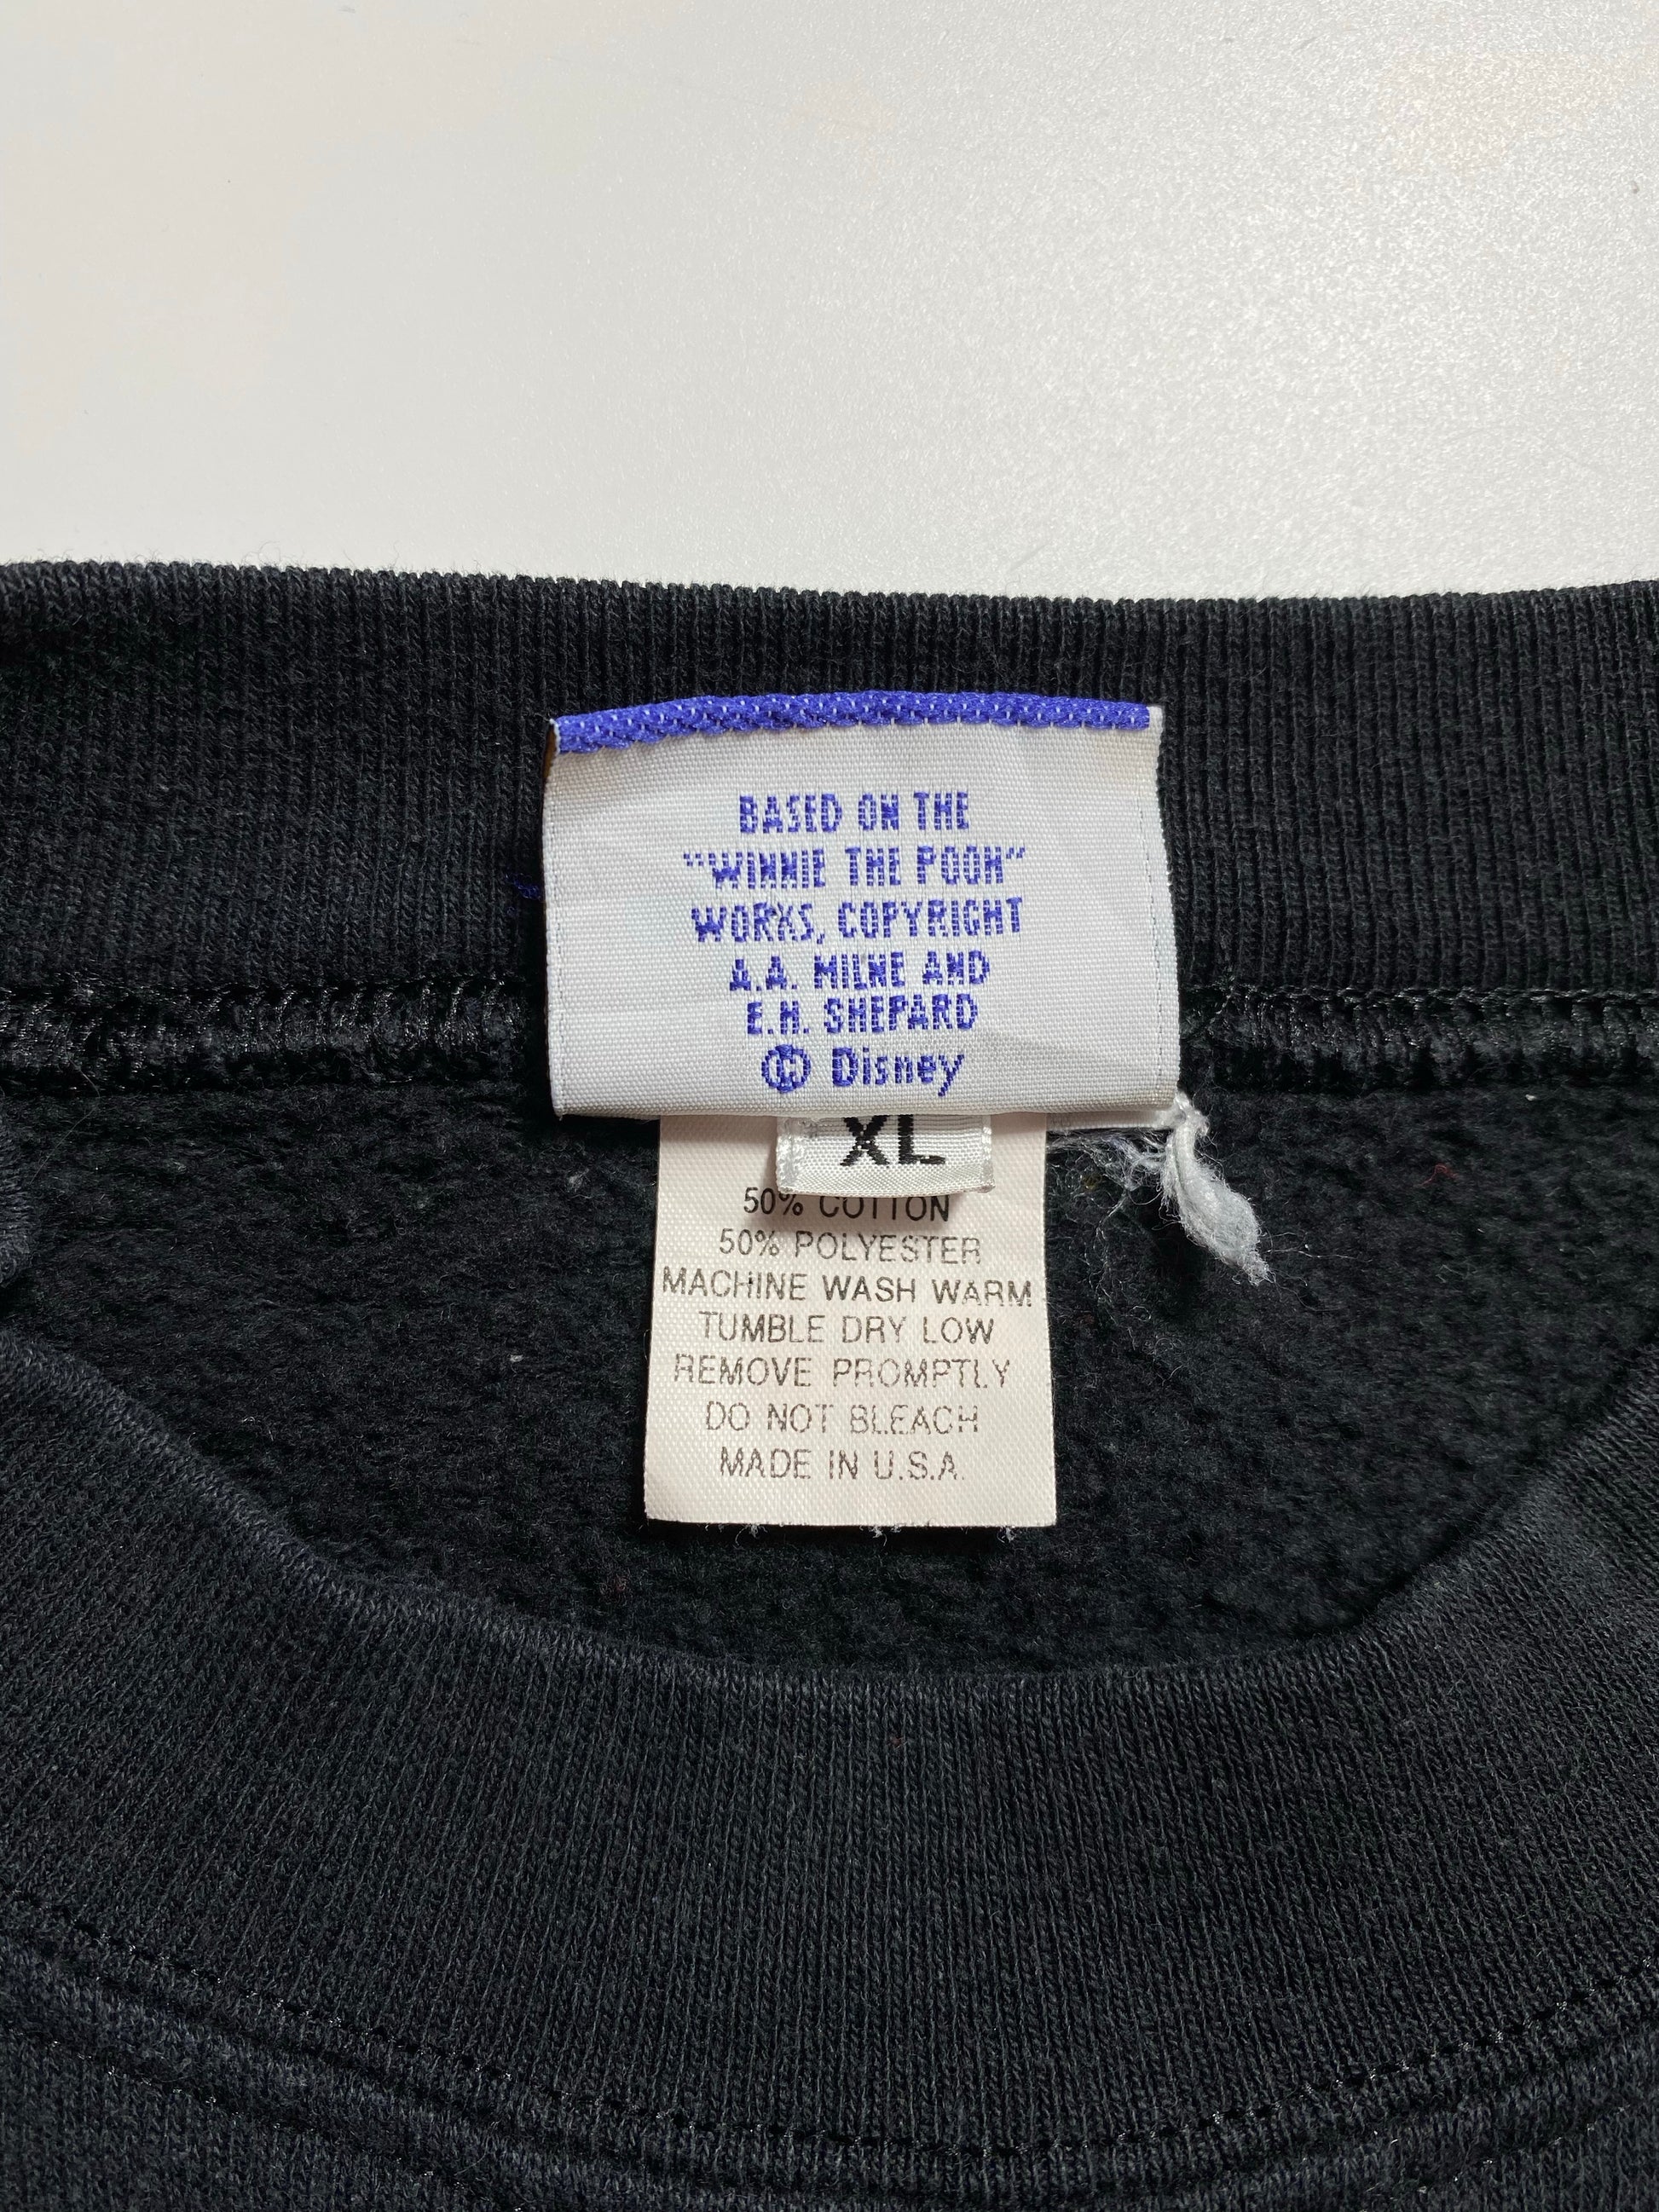 BASED ON THE
"WINNIE THE POOH"
WORKS, COPYRIGHT
A.A. MILNE AND
E.H. SHEPARD
© Disney
XL
50% COTTON
50% POLYESTER
MACHINE WASH WARM
TUMBLE DRY LOW
REMOVE PROMPTLY
DO NOT BLEACH
MADE IN U.S.A.